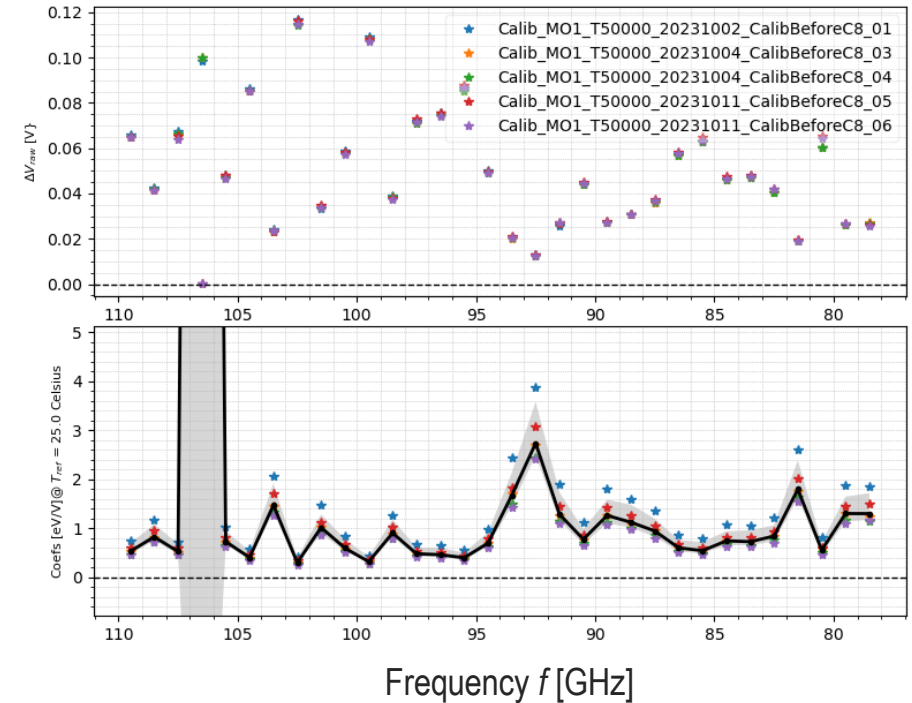 0.12
0.10
0.08
0.06
0.04
0.02
0.00
ΔV_raw [V}
Calib_MO1_T50000_20231002_CalibBeforeC8_01
Calib_MO1_T50000_20231004_CalibBeforeC8_03
Calib_MO1_T50000_20231004_CalibBeforeC8_04
Calib_MO1_T50000_20231011_CalibBeforeC8_05
Calib_MO1_T50000_20231011_CalibBeforeC8_06
110 105 100 95 90 85 80
5
4
3
2
1
0
Coefs [eV/V]@ T_ref = 25.0 Celsius
110 105 100 95 90 85 80
Frequency f [GHz]